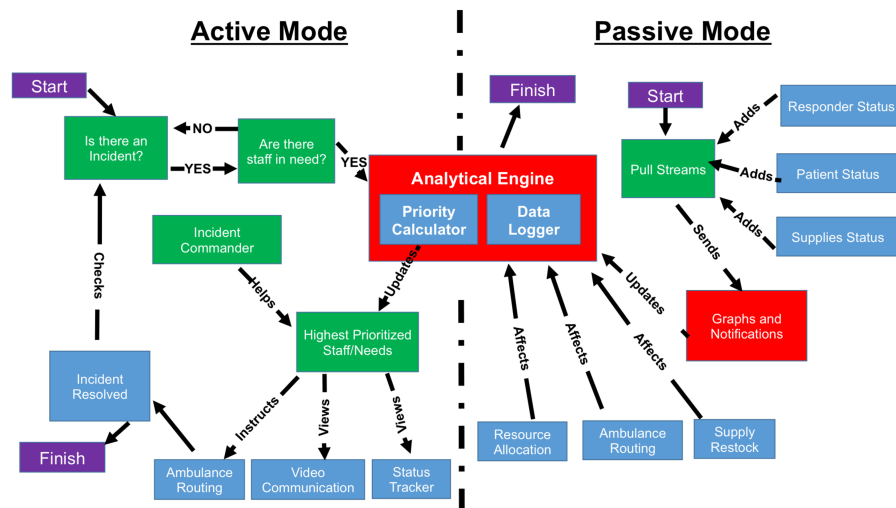 Active Mode
Passive Mode
Start
Finish
Start
Responder Status
Adds
Is there an
Incident?
NO
YES
Are there
staff in need?
YES
Analytical Engine
Priority
Calculator
Data
Logger
Pull Streams
Adds
Patient Status
Adds
Supplies Status
Incident
Commander
Checks
Helps
Updates
Sends
Updates
Graphs and
Notifications
Highest Prioritized
Staff/Needs
Affects
Affects
Affects
Incident
Resolved
Instructs
Views
Views
Finish
Ambulance
Routing
Video
Communication
Status
Tracker
Resource
Allocation
Ambulance
Routing
Supply
Restock